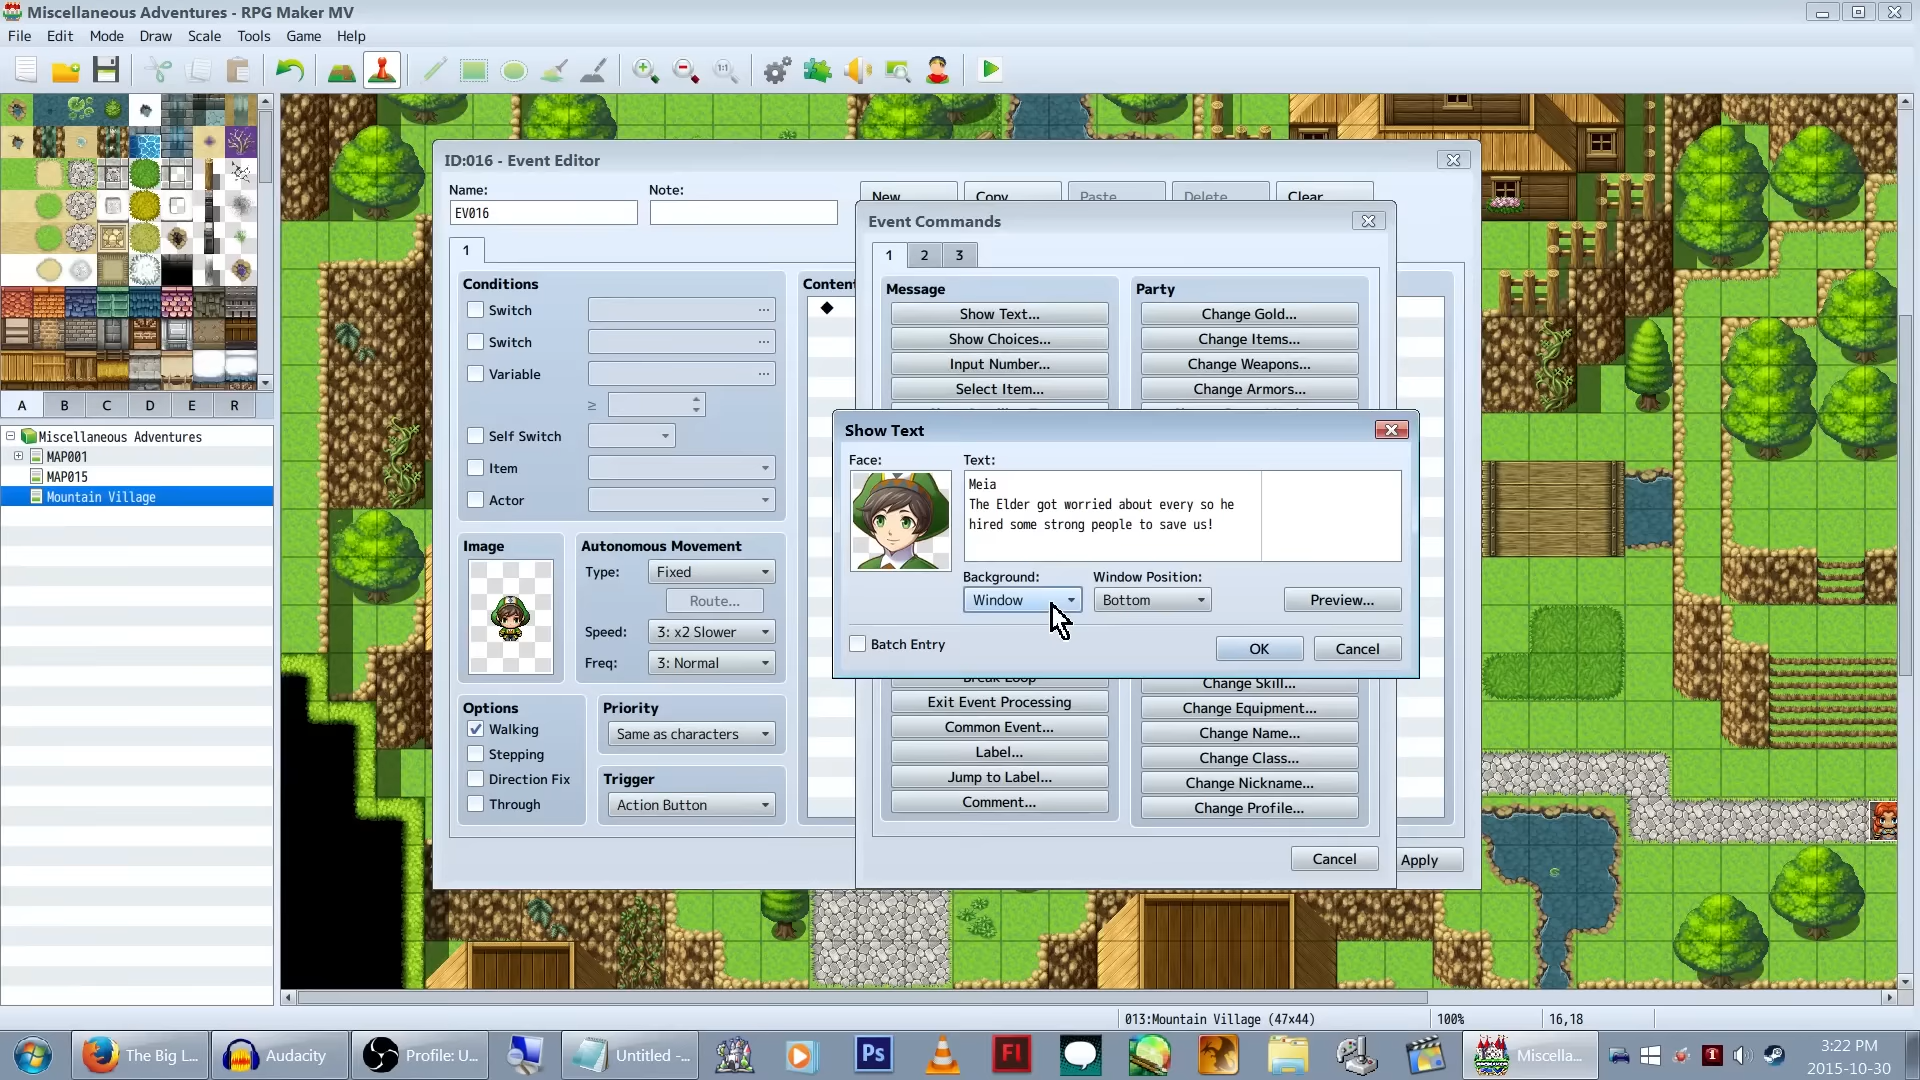 Miscellaneous Adventures - RPG Maker MV
File Edit Mode Draw Scale Tools Game Help
1:1
ID:016 - Event Editor
Name:
Note:
EV016
New Copy Paste Delete Clear
1
Conditions
Switch ...
Switch ...
Variable ...
≥
Self Switch
Item
Actor
Image
Autonomous Movement
Type: Fixed
Route...
Speed: 3: x2 Slower
Freq: 3: Normal
Options
Walking
Stepping
Direction Fix
Through
Priority
Same as characters
Trigger
Action Button
Content
Apply
Event Commands
1 2 3
Message
Show Text...
Show Choices...
Input Number...
Select Item...
Break Loop
Exit Event Processing
Common Event...
Label...
Jump to Label...
Comment...
Party
Change Gold...
Change Items...
Change Weapons...
Change Armors...
Change Skill...
Change Equipment...
Change Name...
Change Class...
Change Nickname...
Change Profile...
Cancel
Show Text
Face:
Text:
Meia
The Elder got worried about every so he
hired some strong people to save us!
Background:
Window Position:
Window
Bottom
Preview...
Batch Entry
OK
Cancel
A B C D E R
Miscellaneous Adventures
MAP001
MAP015
Mountain Village
013:Mountain Village (47x44)
100%
16,18
The Big L...
Audacity
Profile: U...
Untitled -...
Ps
Fl
Miscella...
1
3:22 PM
2015-10-30